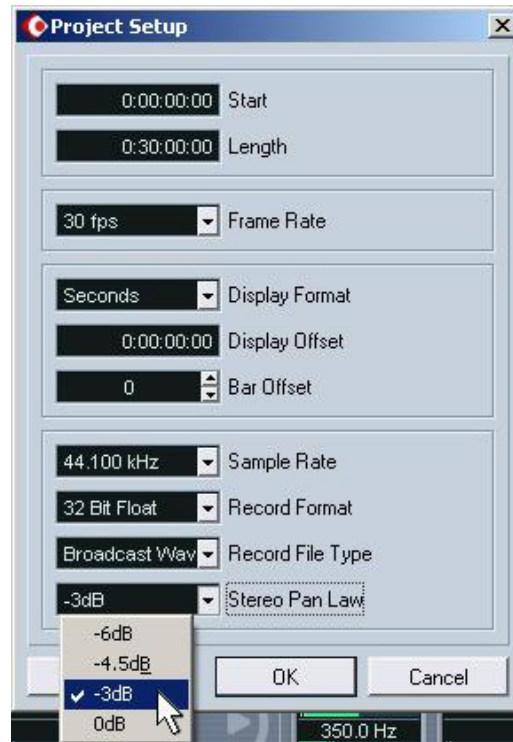 Project Setup
0:00:00:00 Start
0:30:00:00 Length
30 fps Frame Rate
Seconds Display Format
0:00:00:00 Display Offset
0 Bar Offset
44.100 kHz Sample Rate
32 Bit Float Record Format
Broadcast Wav Record File Type
-3dB Stereo Pan Law
-6dB
-4.5dB
-3dB
0dB
OK Cancel
350.0 Hz